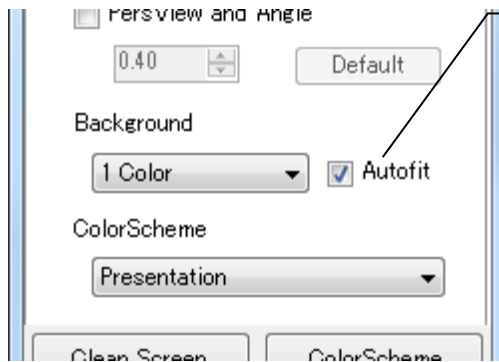 PersView and Angle
0.40 Default
Background
1 Color Autofit
ColorScheme
Presentation
Clean Screen ColorScheme